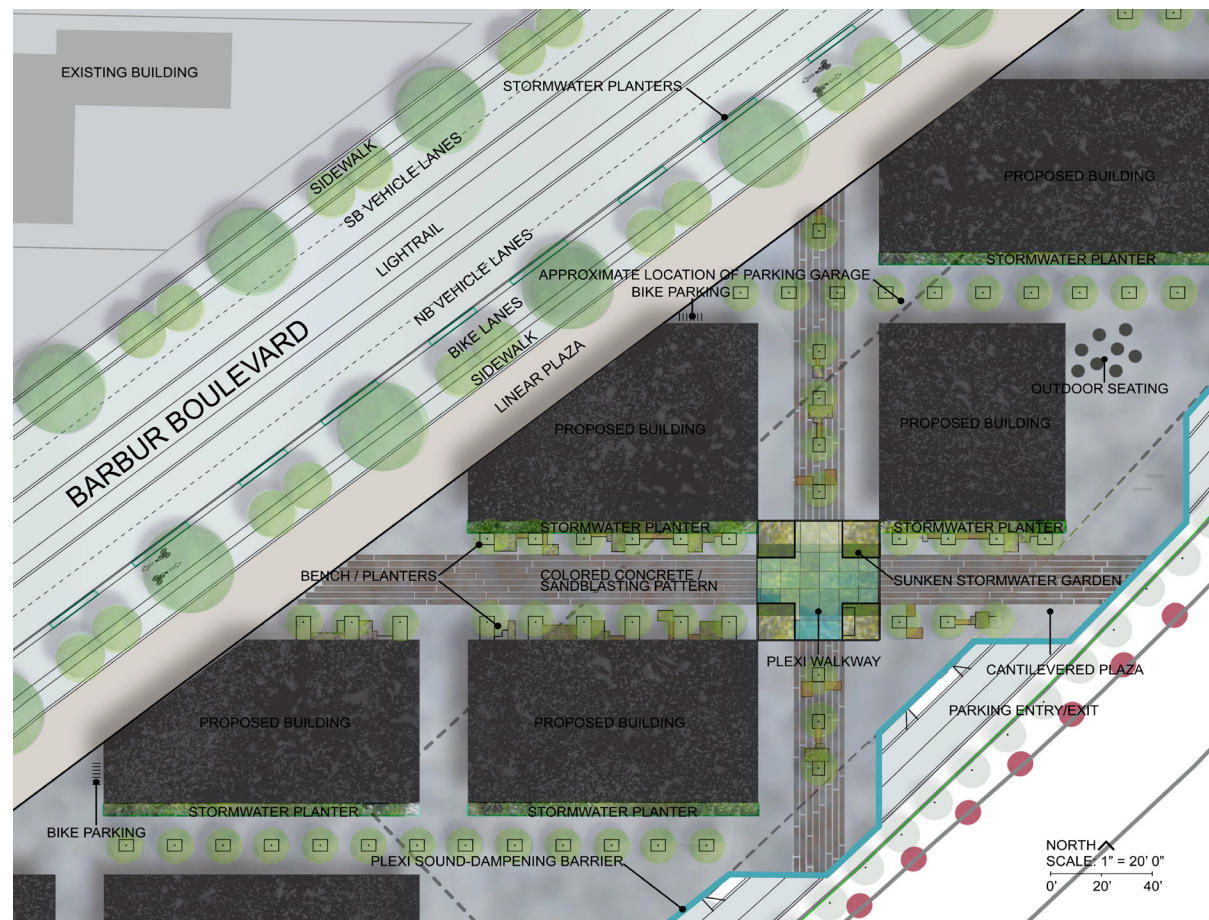 EXISTING BUILDING
STORMWATER PLANTERS
SIDEWALK
SB VEHICLE LANES
LIGHTRAIL
NB VEHICLE LANES
BIKE LANES
SIDEWALK
LINEAR PLAZA
BARBUR BOULEVARD
PROPOSED BUILDING
STORMWATER PLANTER
APPROXIMATE LOCATION OF PARKING GARAGE
BIKE PARKING
OUTDOOR SEATING
PROPOSED BUILDING
PROPOSED BUILDING
STORMWATER PLANTER
STORMWATER PLANTER
BENCH / PLANTERS
COLORED CONCRETE /
SANDBLASTING PATTERN
SUNKEN STORMWATER GARDEN
PLEXI WALKWAY
CANTILEVERED PLAZA
PARKING ENTRY/EXIT
PROPOSED BUILDING
PROPOSED BUILDING
STORMWATER PLANTER
STORMWATER PLANTER
BIKE PARKING
PLEXI SOUND-DAMPENING BARRIER
NORTH
SCALE: 1" = 20' 0"
0' 20' 40'